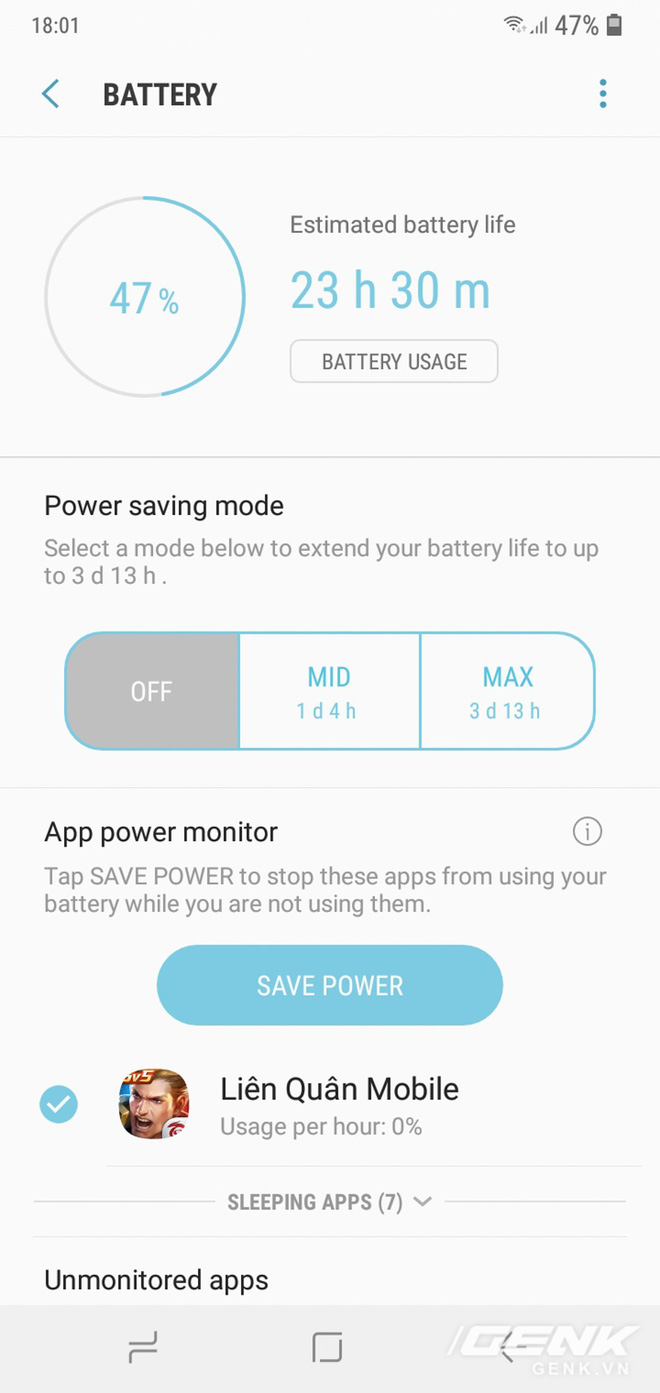 18:01
47%
BATTERY
Estimated battery life
47 %
23 h 30 m
BATTERY USAGE
Power saving mode
Select a mode below to extend your battery life to up
to 3 d 13 h .
OFF
MID
1 d 4 h
MAX
3 d 13 h
App power monitor
Tap SAVE POWER to stop these apps from using your
battery while you are not using them.
SAVE POWER
5v5
Liên Quân Mobile
Usage per hour: 0%
SLEEPING APPS (7)
Unmonitored apps
GENK
GENK.VN